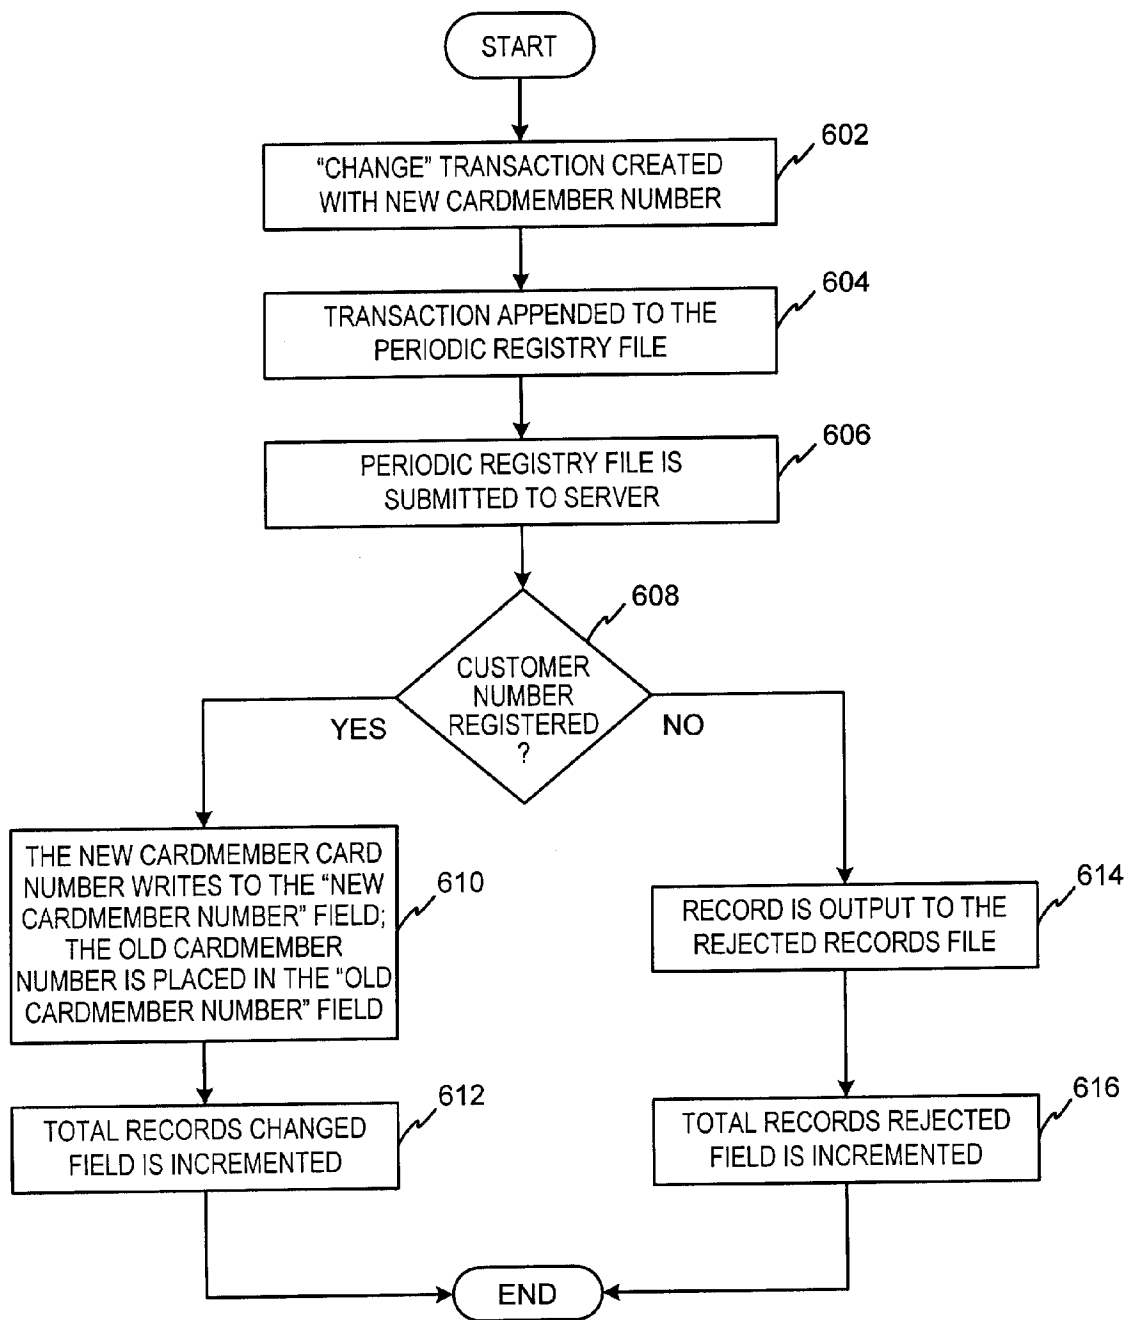 START
602
“CHANGE” TRANSACTION CREATED
WITH NEW CARDMEMBER NUMBER
604
TRANSACTION APPENDED TO THE
PERIODIC REGISTRY FILE
606
PERIODIC REGISTRY FILE IS
SUBMITTED TO SERVER
608
CUSTOMER
NUMBER
REGISTERED
?
YES
NO
THE NEW CARDMEMBER CARD
NUMBER WRITES TO THE “NEW
CARDMEMBER NUMBER” FIELD;
THE OLD CARDMEMBER
NUMBER IS PLACED IN THE “OLD
CARDMEMBER NUMBER” FIELD
610
614
RECORD IS OUTPUT TO THE
REJECTED RECORDS FILE
612
TOTAL RECORDS CHANGED
FIELD IS INCREMENTED
616
TOTAL RECORDS REJECTED
FIELD IS INCREMENTED
END